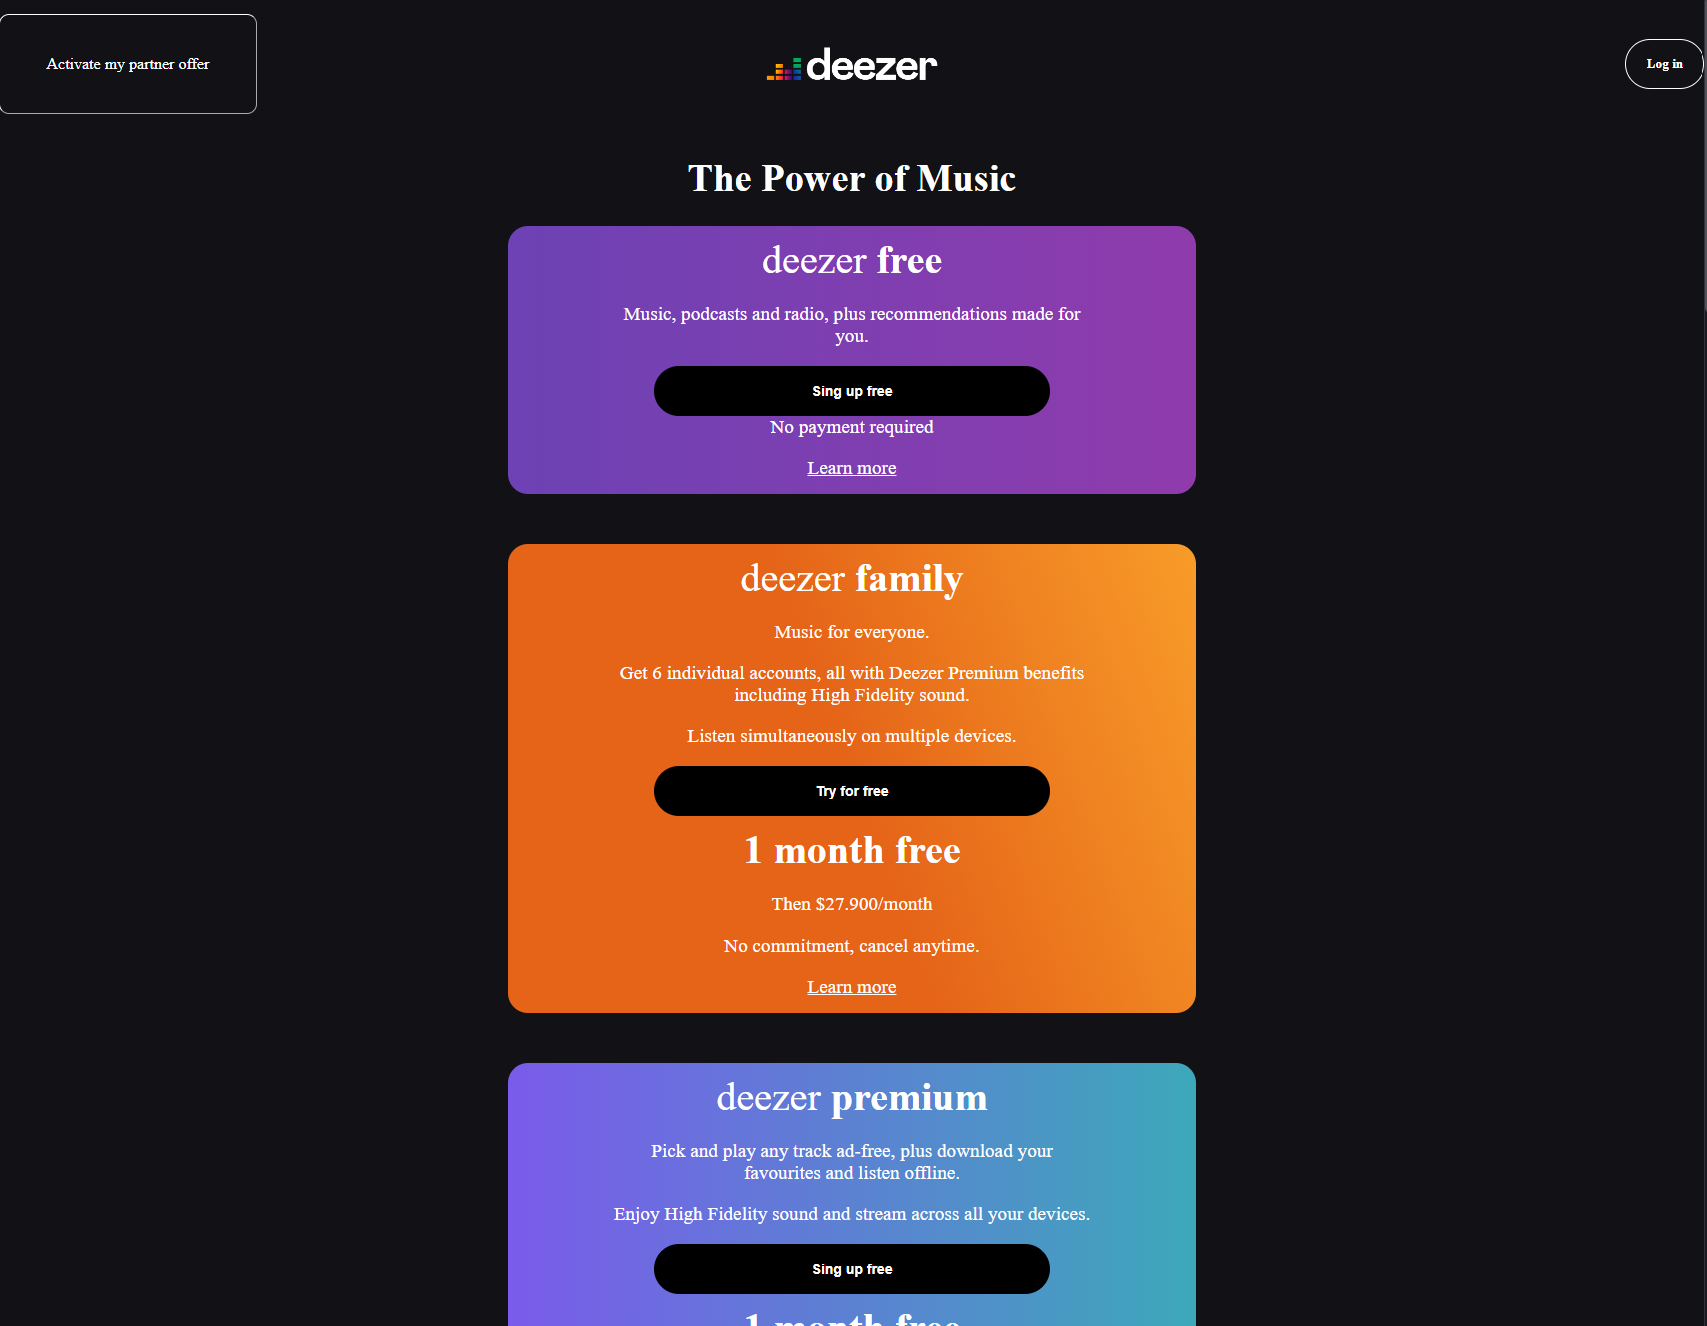 Activate my partner offer
deezer
Log in
The Power of Music
deezer free
Music, podcasts and radio, plus recommendations made for
you.
Sing up free
No payment required
Learn more
deezer family
Music for everyone.
Get 6 individual accounts, all with Deezer Premium benefits
including High Fidelity sound.
Listen simultaneously on multiple devices.
Try for free
1 month free
Then $27.900/month
No commitment, cancel anytime.
Learn more
deezer premium
Pick and play any track ad-free, plus download your
favourites and listen offline.
Enjoy High Fidelity sound and stream across all your devices.
Sing up free
1 month free